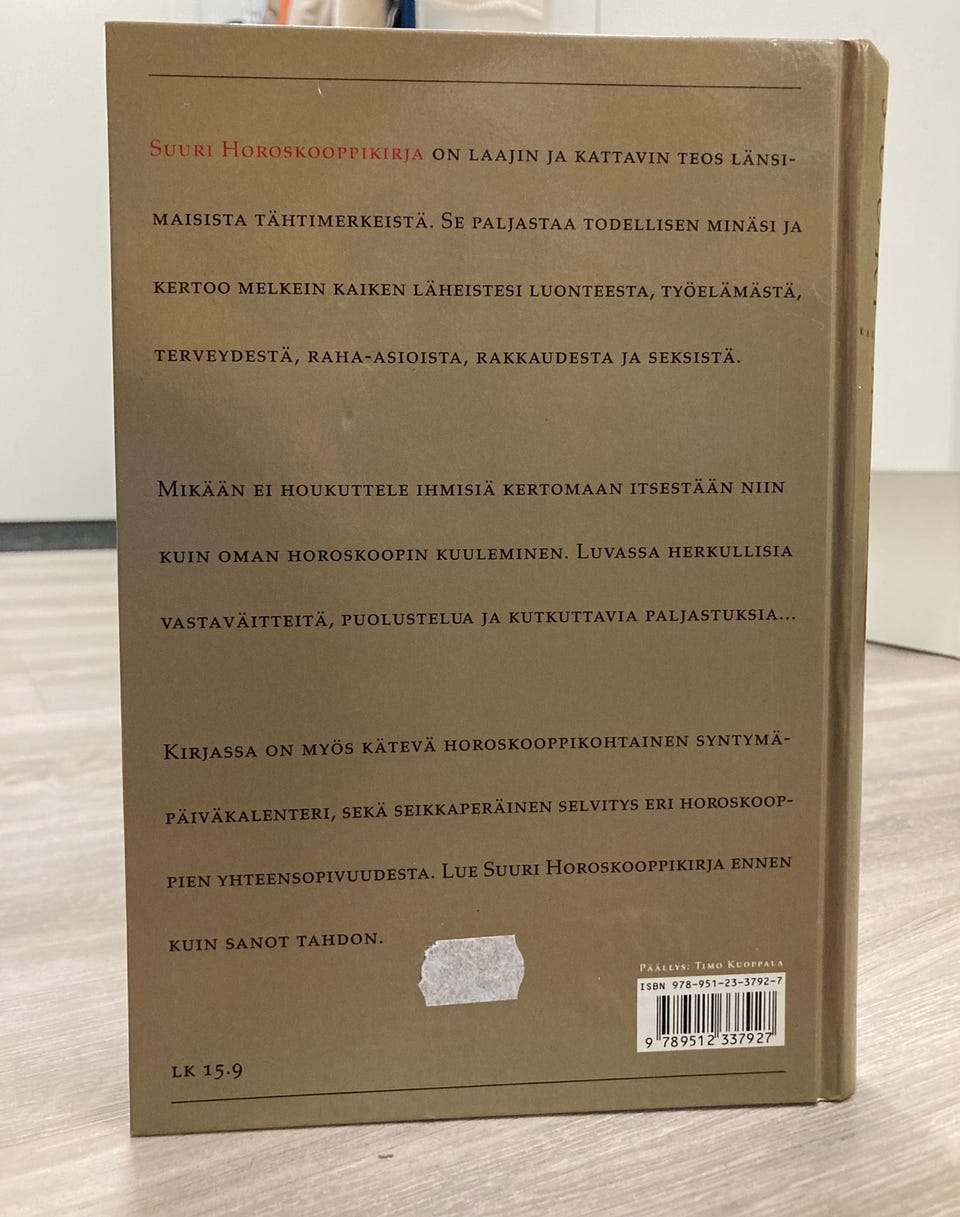 Suuri Horoskooppikirja on laajin ja kattavin teos länsi-
maisista tähtimerkeistä. Se paljastaa todellisen minäsi ja
kertoo melkein kaiken läheistesi luonteesta, työelämästä,
terveydestä, raha-asioista, rakkaudesta ja seksistä.
Mikään ei houkuttele ihmisiä kertomaan itsestään niin
kuin oman horoskoopin kuuleminen. Luvassa herkullisia
vastaväitteitä, puolustelua ja kutkuttavia paljastuksia...
Kirjassa on myös kätevä horoskooppikohtainen syntymä-
päiväkalenteri, sekä seikkaperäinen selvitys eri horoskoop-
pien yhteensopivuudesta. Lue Suuri Horoskooppikirja ennen
kuin sanot tahdon.
Päällys: Timo Kuoppala
ISBN 978-951-23-3792-7
9 789512 337927
lk 15.9